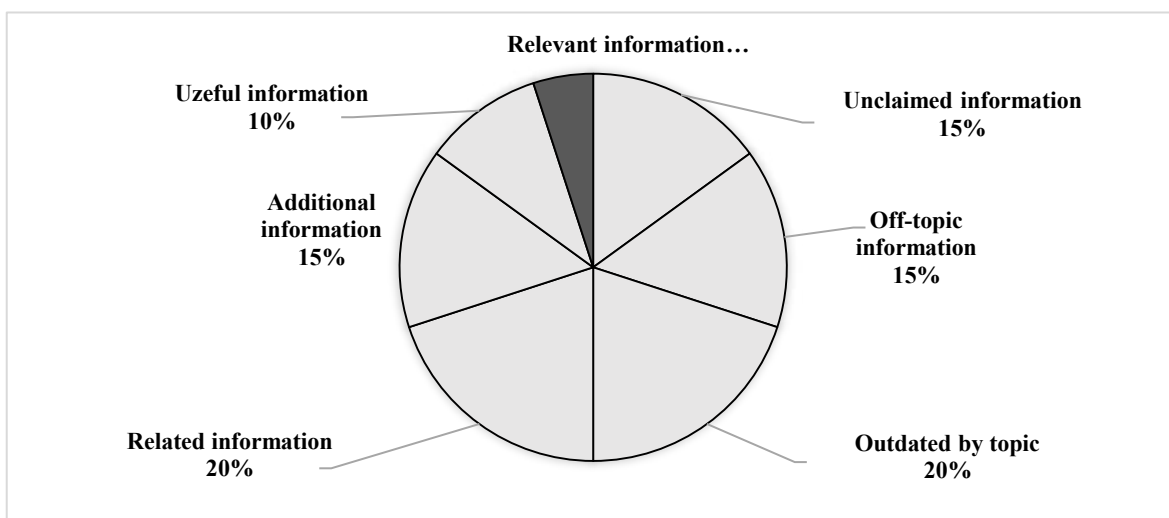 Relevant information…
Unclaimed information
15%
Off-topic
information
15%
Outdated by topic
20%
Related information
20%
Additional
information
15%
Uzeful information
10%